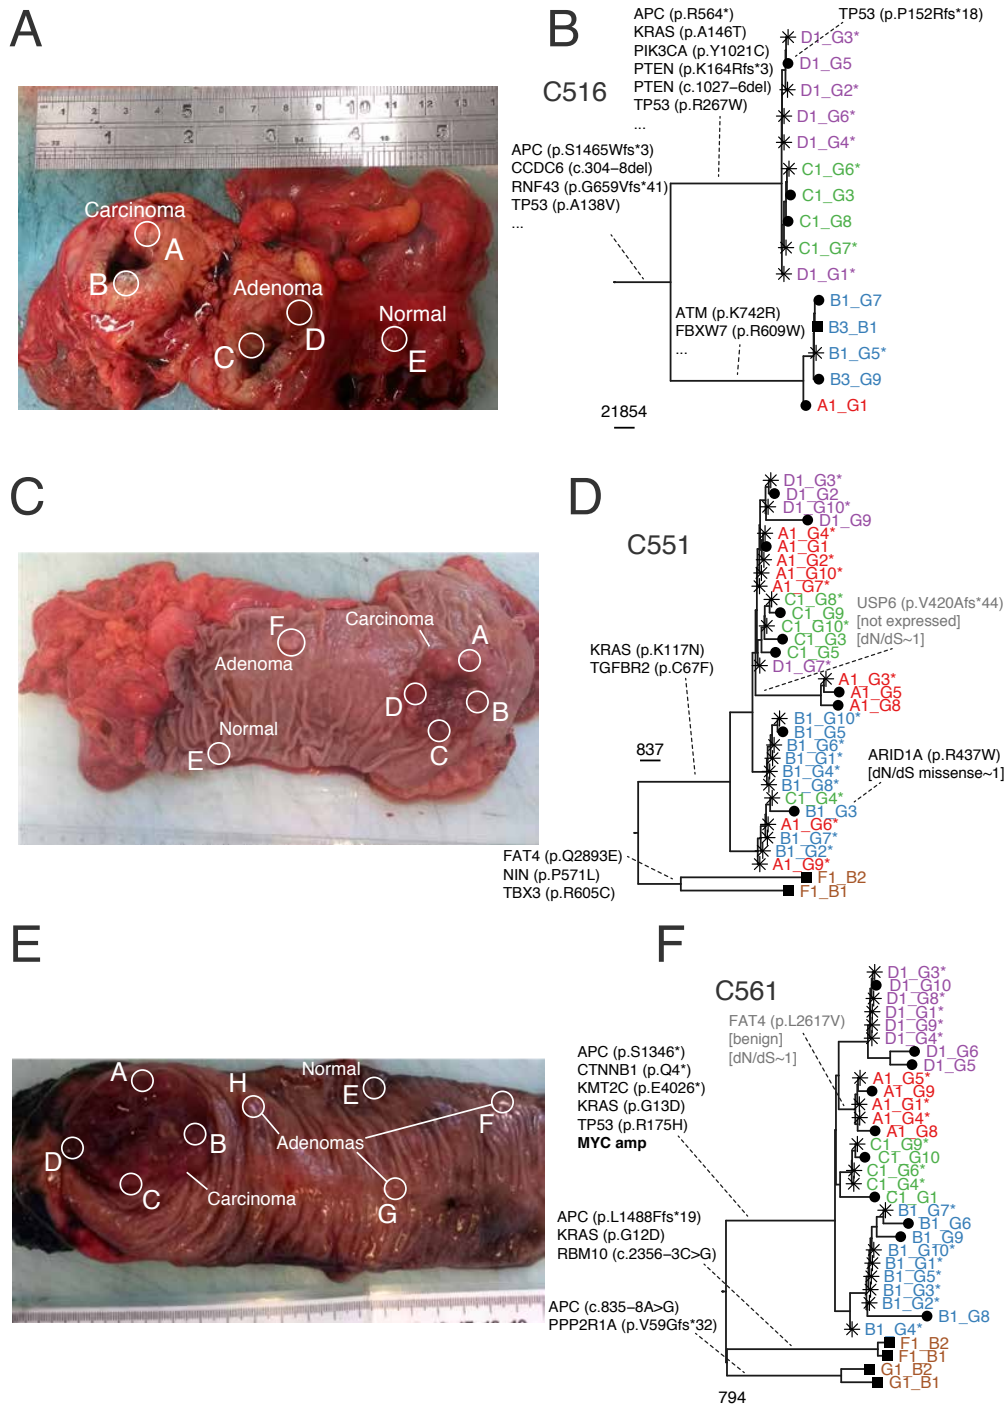 A
Carcinoma
A
B
Adenoma
D
C
Normal
E
B
C516
APC (p.R564*)
KRAS (p.A146T)
PIK3CA (p.Y1021C)
PTEN (p.K164Rfs*3)
PTEN (c.1027–6del)
TP53 (p.R267W)
...
TP53 (p.P152Rfs*18)
APC (p.S1465Wfs*3)
CCDC6 (c.304–8del)
RNF43 (p.G659Vfs*41)
TP53 (p.A138V)
...
ATM (p.K742R)
FBXW7 (p.R609W)
...
D1_G3*
D1_G5
D1_G2*
D1_G6*
D1_G4*
C1_G6*
C1_G3
C1_G8
C1_G7*
D1_G1*
B1_G7
B3_B1
B1_G5*
B3_G9
A1_G1
21854
C
F
Adenoma
Carcinoma
A
D
B
C
Normal
E
D
C551
KRAS (p.K117N)
TGFBR2 (p.C67F)
USP6 (p.V420Afs*44)
[not expressed]
[dN/dS~1]
ARID1A (p.R437W)
[dN/dS missense~1]
837
FAT4 (p.Q2893E)
NIN (p.P571L)
TBX3 (p.R605C)
D1_G3*
D1_G2
D1_G10*
D1_G9
A1_G4*
A1_G1
A1_G2*
A1_G10*
A1_G7*
C1_G8*
C1_G9
C1_G10*
C1_G3
C1_G5
D1_G7*
A1_G3*
A1_G5
A1_G8
B1_G10*
B1_G5
B1_G6*
B1_G1*
B1_G4*
B1_G8*
C1_G4*
B1_G3
A1_G6*
B1_G7*
B1_G2*
A1_G9*
F1_B2
F1_B1
E
A
H
Normal
E
F
D
B
Adenomas
C
Carcinoma
G
F
C561
FAT4 (p.L2617V)
[benign]
[dN/dS~1]
APC (p.S1346*)
CTNNB1 (p.Q4*)
KMT2C (p.E4026*)
KRAS (p.G13D)
TP53 (p.R175H)
MYC amp
APC (p.L1488Ffs*19)
KRAS (p.G12D)
RBM10 (c.2356–3C>G)
APC (c.835–8A>G)
PPP2R1A (p.V59Gfs*32)
D1_G3*
D1_G10
D1_G8*
D1_G1*
D1_G9*
D1_G4*
D1_G6
D1_G5
A1_G5*
A1_G9
A1_G1*
A1_G4*
A1_G8
C1_G9*
C1_G10
C1_G6*
C1_G4*
C1_G1
B1_G7*
B1_G6
B1_G9
B1_G10*
B1_G1*
B1_G5*
B1_G3*
B1_G2*
B1_G8
B1_G4*
F1_B2
F1_B1
G1_B2
G1_B1
794